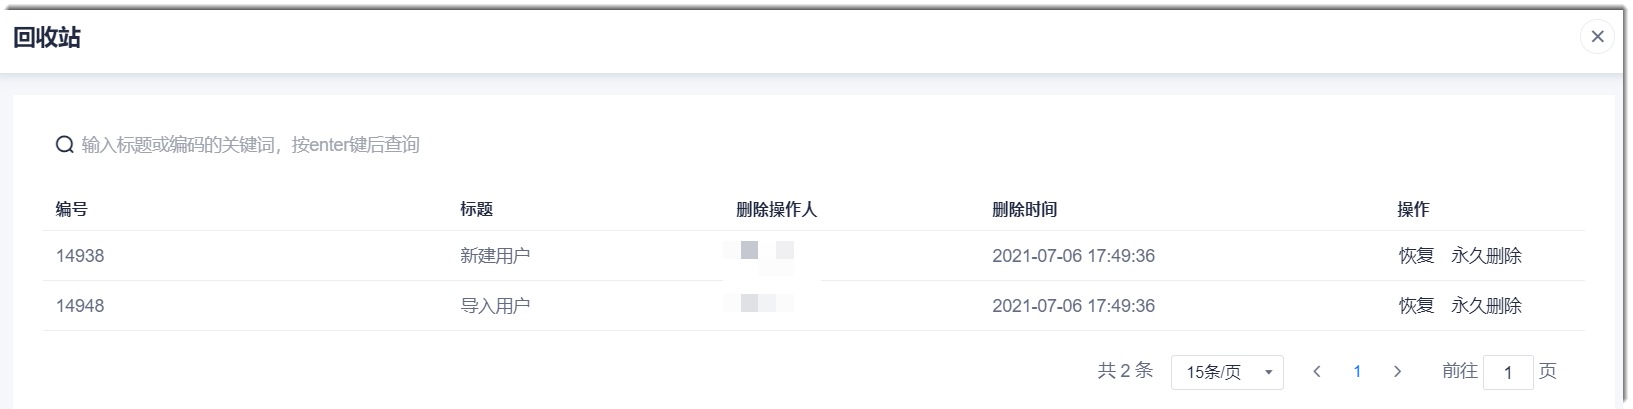 回收站
输入标题或编码的关键词，按enter键后查询
编号 标题 删除操作人 删除时间 操作
14938 新建用户 2021-07-06 17:49:36 恢复 永久删除
14948 导入用户 2021-07-06 17:49:36 恢复 永久删除
共 2 条 15条/页 1 前往 1 页